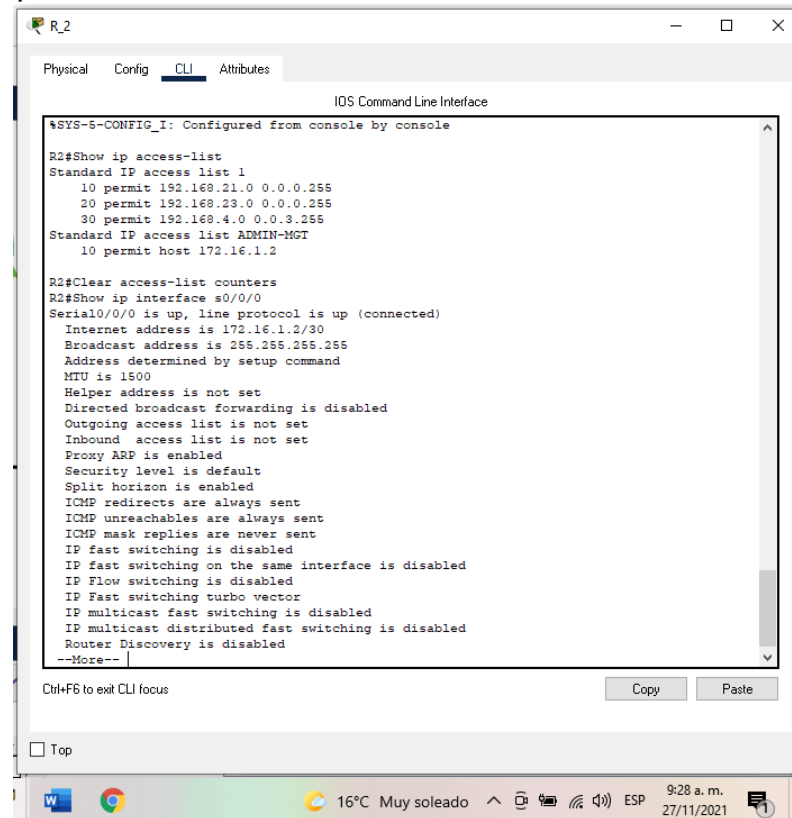 R_2
Physical Config CLI Attributes
IOS Command Line Interface
%SYS-5-CONFIG_I: Configured from console by console
R2#Show ip access-list
Standard IP access list 1
10 permit 192.168.21.0 0.0.0.255
20 permit 192.168.23.0 0.0.0.255
30 permit 192.168.4.0 0.0.3.255
Standard IP access list ADMIN-MGT
10 permit host 172.16.1.2
R2#Clear access-list counters
R2#Show ip interface s0/0/0
Serial0/0/0 is up, line protocol is up (connected)
Internet address is 172.16.1.2/30
Broadcast address is 255.255.255.255
Address determined by setup command
MTU is 1500
Helper address is not set
Directed broadcast forwarding is disabled
Outgoing access list is not set
Inbound access list is not set
Proxy ARP is enabled
Security level is default
Split horizon is enabled
ICMP redirects are always sent
ICMP unreachables are always sent
ICMP mask replies are never sent
IP fast switching is disabled
IP fast switching on the same interface is disabled
IP Flow switching is disabled
IP Fast switching turbo vector
IP multicast fast switching is disabled
IP multicast distributed fast switching is disabled
Router Discovery is disabled
--More--
Ctrl+F6 to exit CLI focus Copy Paste
Top
16°C Muy soleado ESP 9:28 a. m.
27/11/2021 1